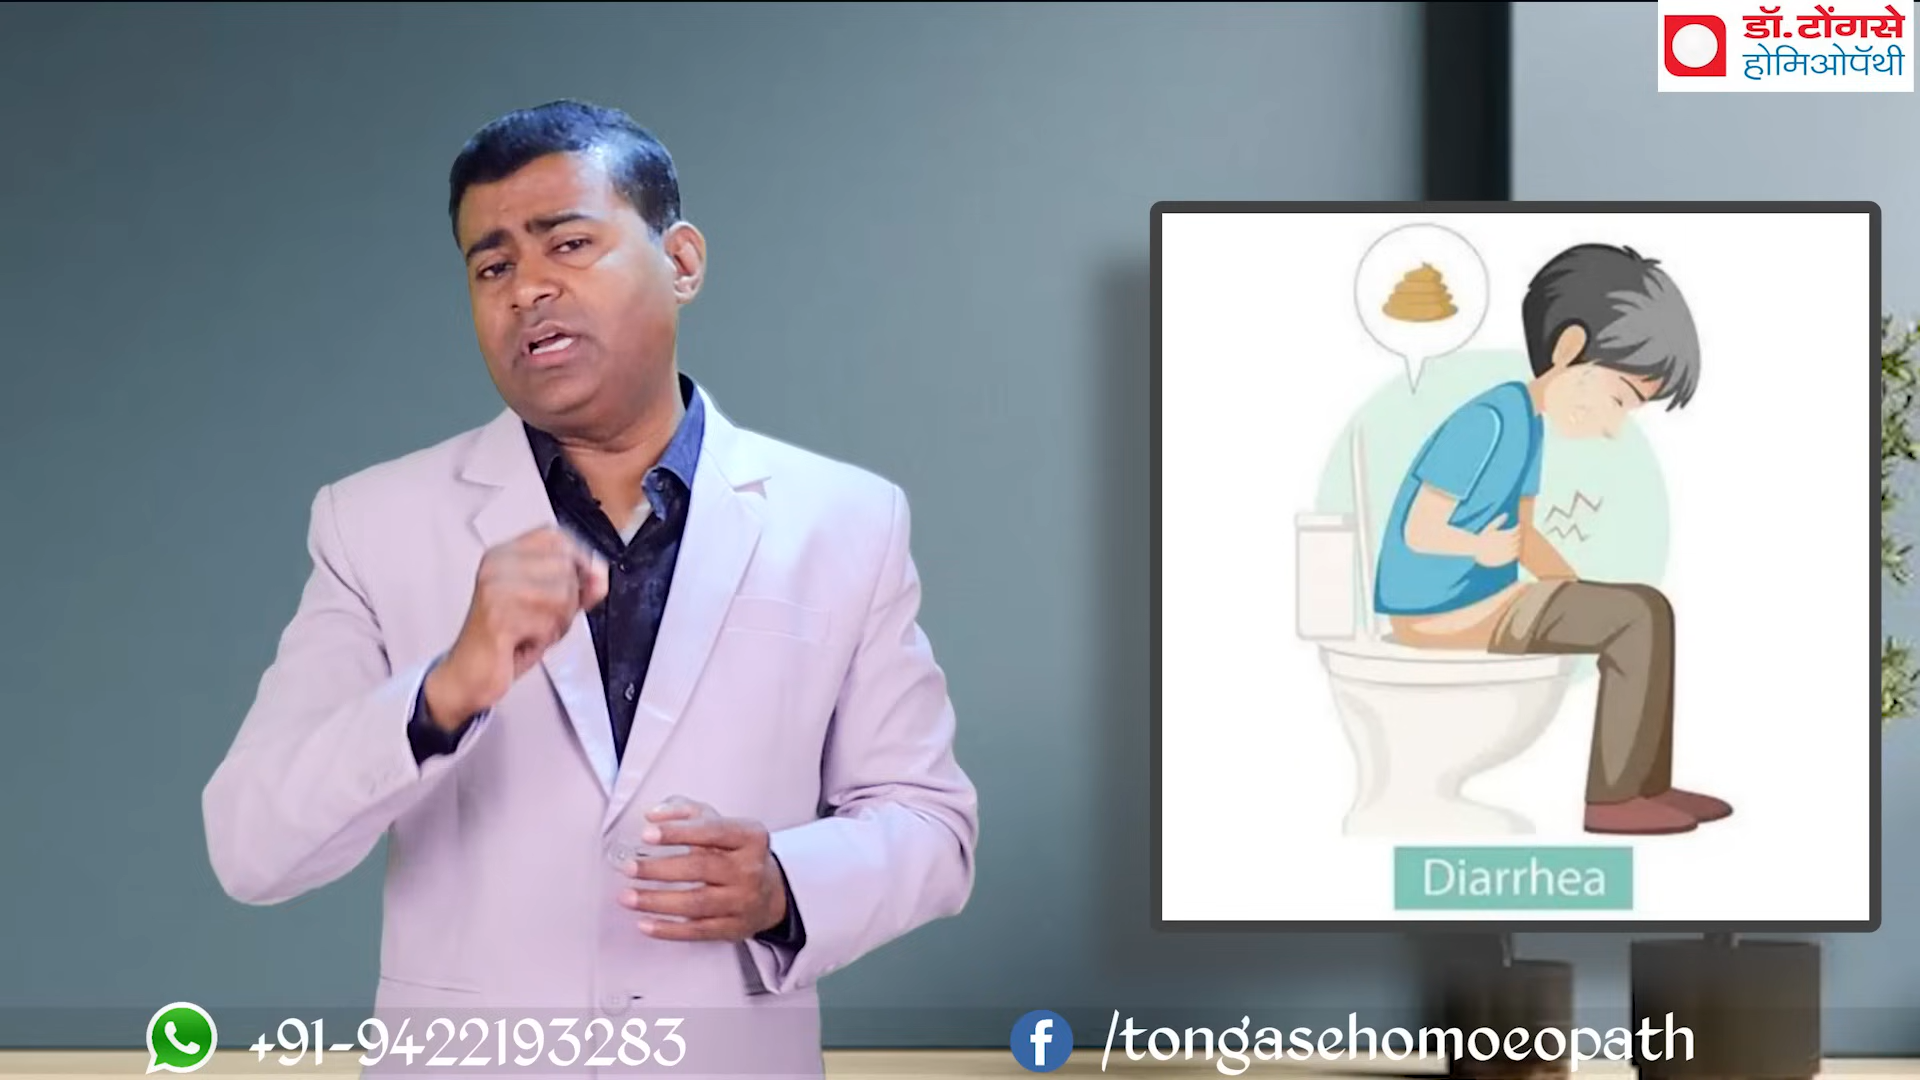 डॉ. टोंगसे
होमिओपॅथी
Diarrhea
+91-9422193283
/tongasehomoeopath